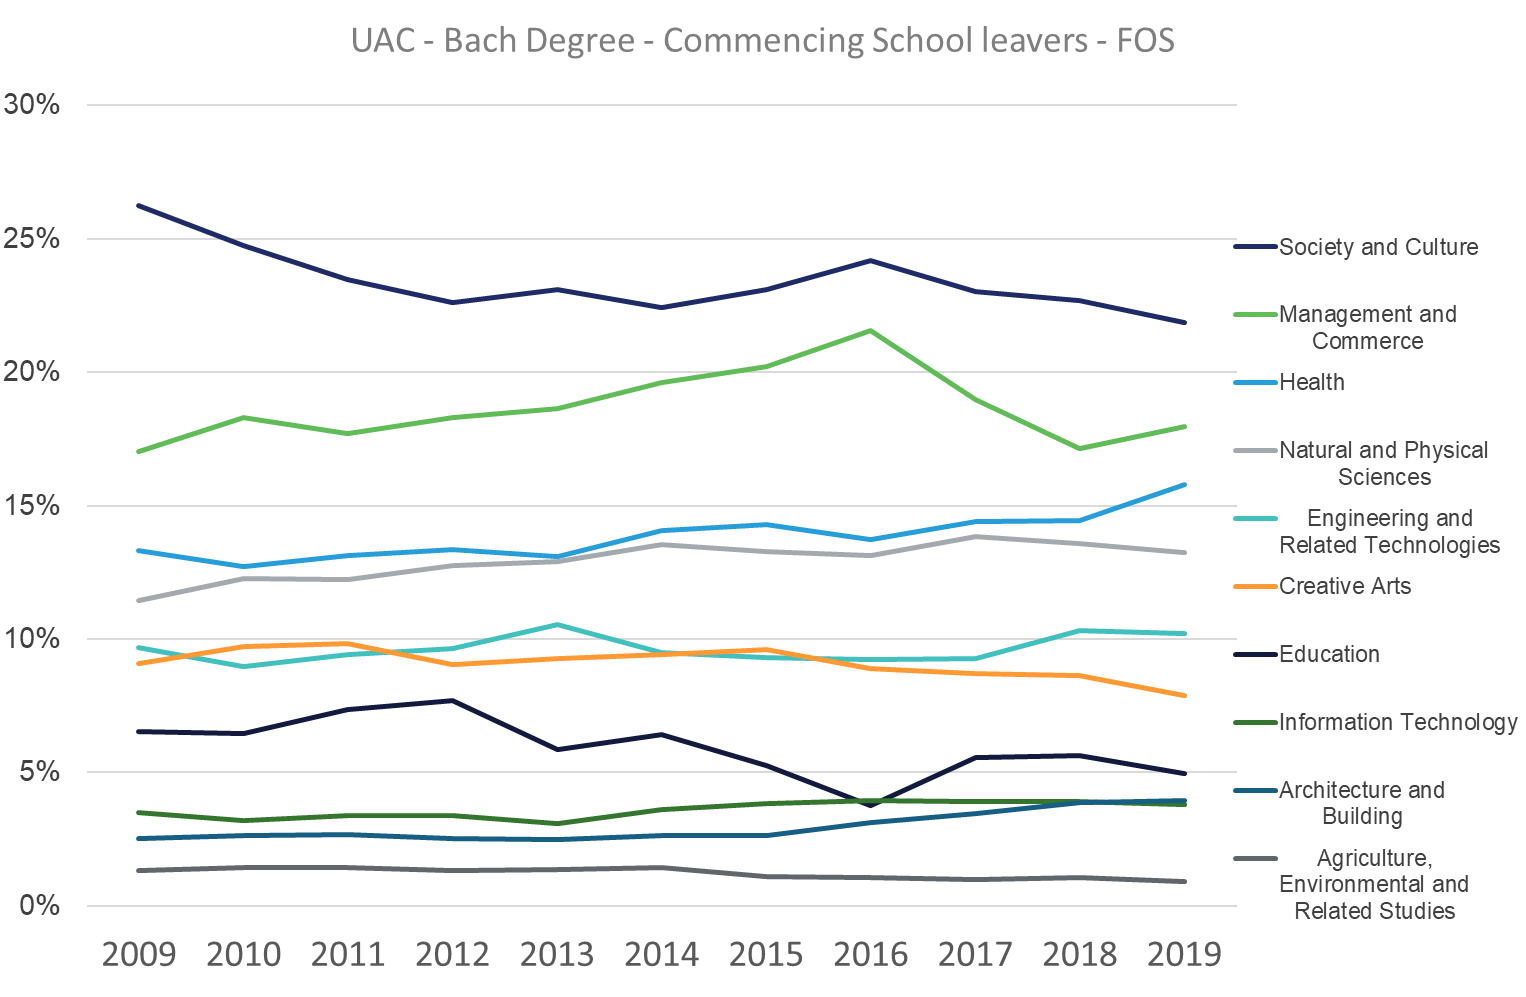 UAC - Bach Degree - Commencing School leavers - FOS
30%
25%
20%
15%
10%
5%
0%
2009 2010 2011 2012 2013 2014 2015 2016 2017 2018 2019
Society and Culture
Management and
Commerce
Health
Natural and Physical
Sciences
Engineering and
Related Technologies
Creative Arts
Education
Information Technology
Architecture and
Building
Agriculture,
Environmental and
Related Studies